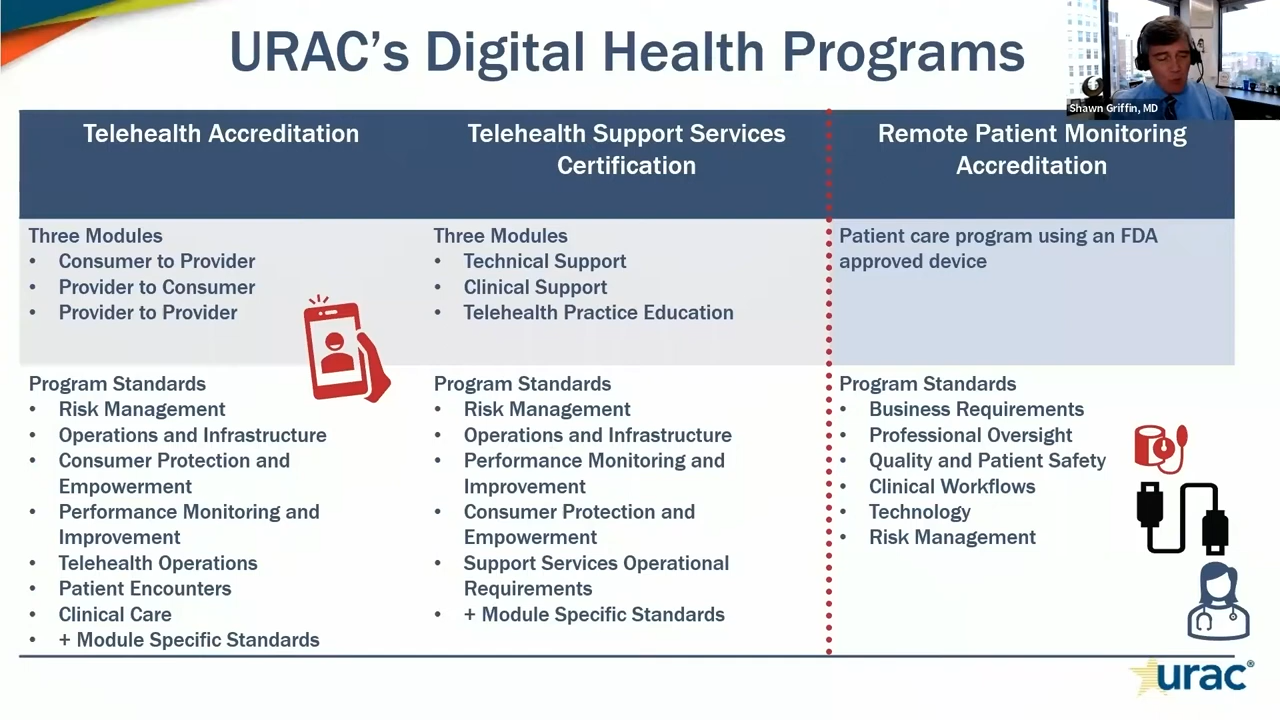 URAC's Digital Health Programs
Shawn Griffin, MD
Telehealth Accreditation
Three Modules
• Consumer to Provider
• Provider to Consumer
• Provider to Provider
Program Standards
• Risk Management
• Operations and Infrastructure
• Consumer Protection and
Empowerment
• Performance Monitoring and
Improvement
• Telehealth Operations
• Patient Encounters
• Clinical Care
• + Module Specific Standards
Telehealth Support Services
Certification
Three Modules
• Technical Support
• Clinical Support
• Telehealth Practice Education
Program Standards
• Risk Management
• Operations and Infrastructure
• Performance Monitoring and
Improvement
• Consumer Protection and
Empowerment
• Support Services Operational
Requirements
• + Module Specific Standards
Remote Patient Monitoring
Accreditation
Patient care program using an FDA
approved device
Program Standards
• Business Requirements
• Professional Oversight
• Quality and Patient Safety
• Clinical Workflows
• Technology
• Risk Management
urac®